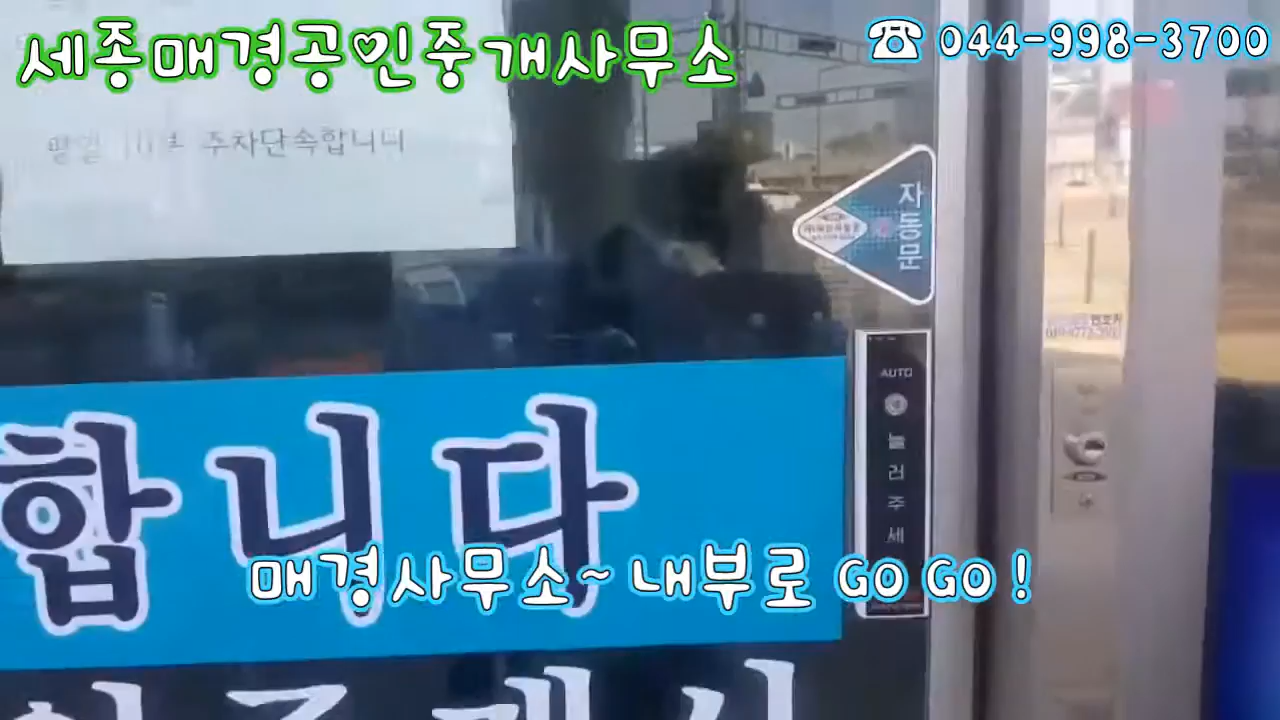 세종매경공인중개사무소
☎ 044-998-3700
주차단속합니다
자동문
합니다
AUTO
눌러주세
매경사무소~ 내부로 GO GO !